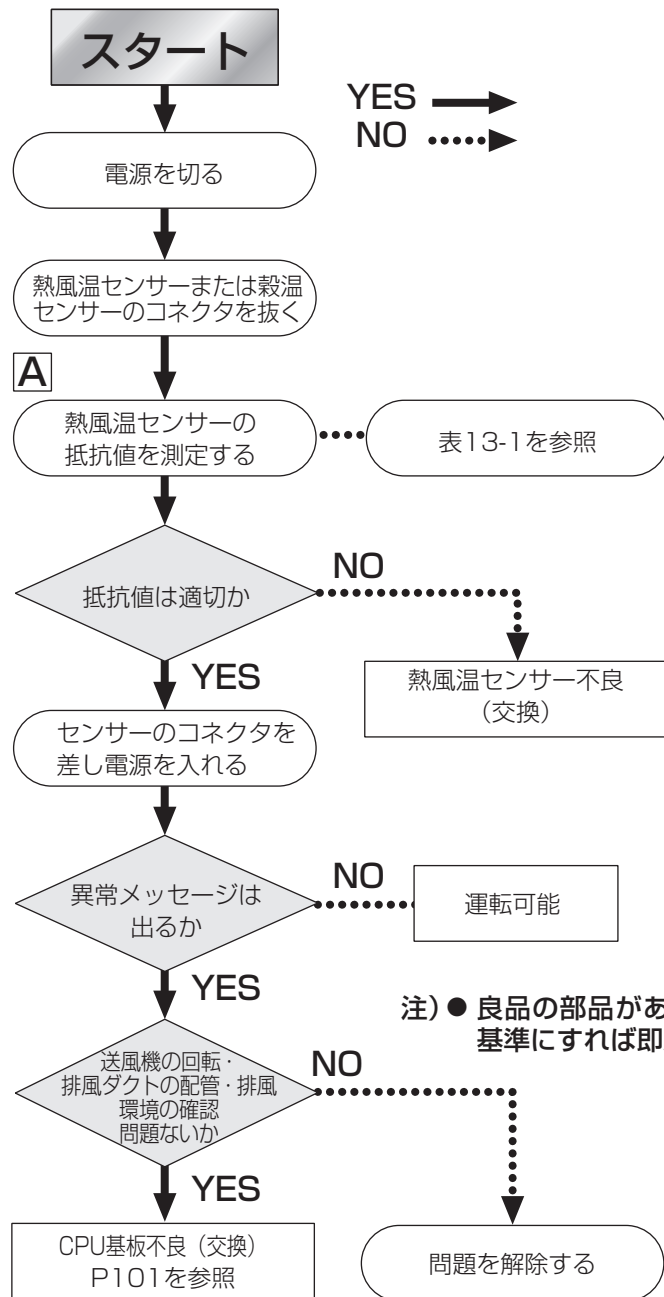 スタート
YES
NO
電源を切る
熱風温センサーまたは穀温
センサーのコネクタを抜く
A
熱風温センサーの
抵抗値を測定する
表13-1を参照
抵抗値は適切か
NO
YES
熱風温センサー不良
（交換）
センサーのコネクタを
差し電源を入れる
異常メッセージは
出るか
NO
運転可能
YES
注）● 良品の部品があ
基準にすれば即
送風機の回転・
排風ダクトの配管・排風
環境の確認
問題ないか
NO
YES
CPU基板不良（交換）
P101を参照
問題を解除する